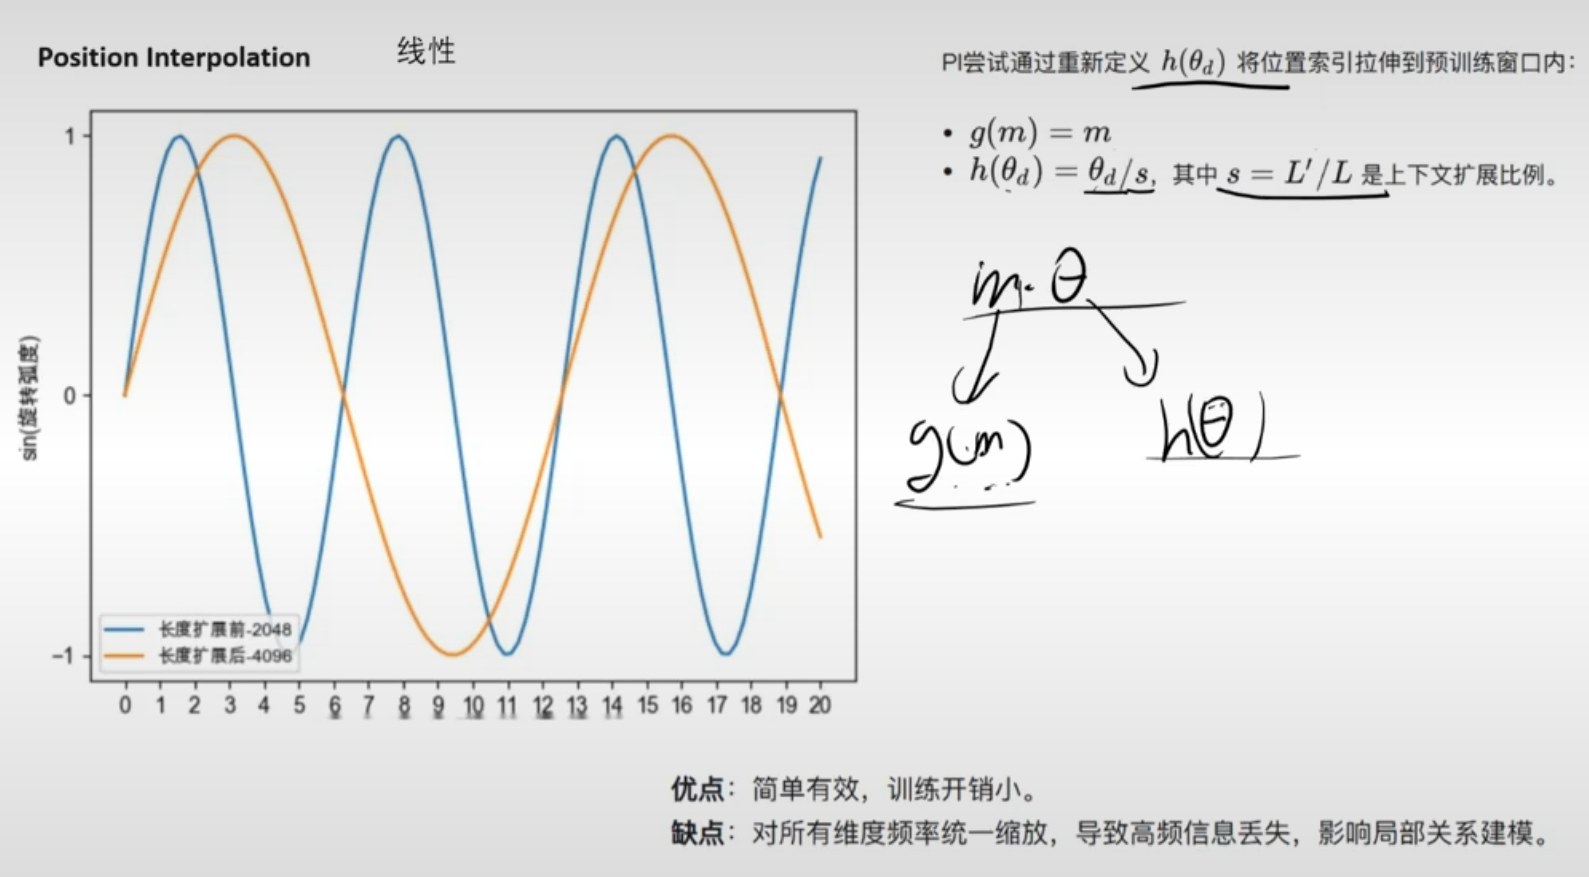 Position Interpolation
线性
PI尝试通过重新定义 h(θ_d) 将位置索引拉伸到预训练窗口内：
• g(m) = m
• h(θ_d) = θ_d/s, 其中 s = L′/L 是上下文扩展比例。
m·θ
g(m)
h(θ)
1
0
−1
sin(旋转弧度)
长度扩展前-2048
长度扩展后-4096
0 1 2 3 4 5 6 7 8 9 10 11 12 13 14 15 16 17 18 19 20
优点：简单有效，训练开销小。
缺点：对所有维度频率统一缩放，导致高频信息丢失，影响局部关系建模。